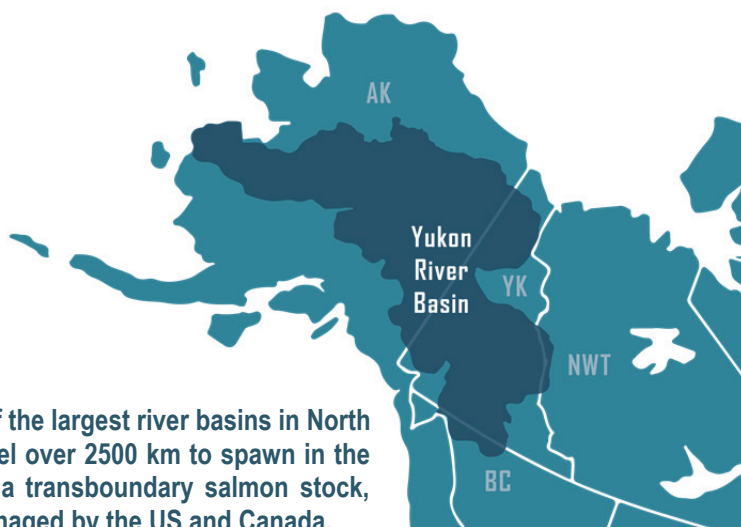 AK
Yukon
River
Basin
YK
NWT
BC
f the largest river basins in North
el over 2500 km to spawn in the
a transboundary salmon stock,
naged by the US and Canada.